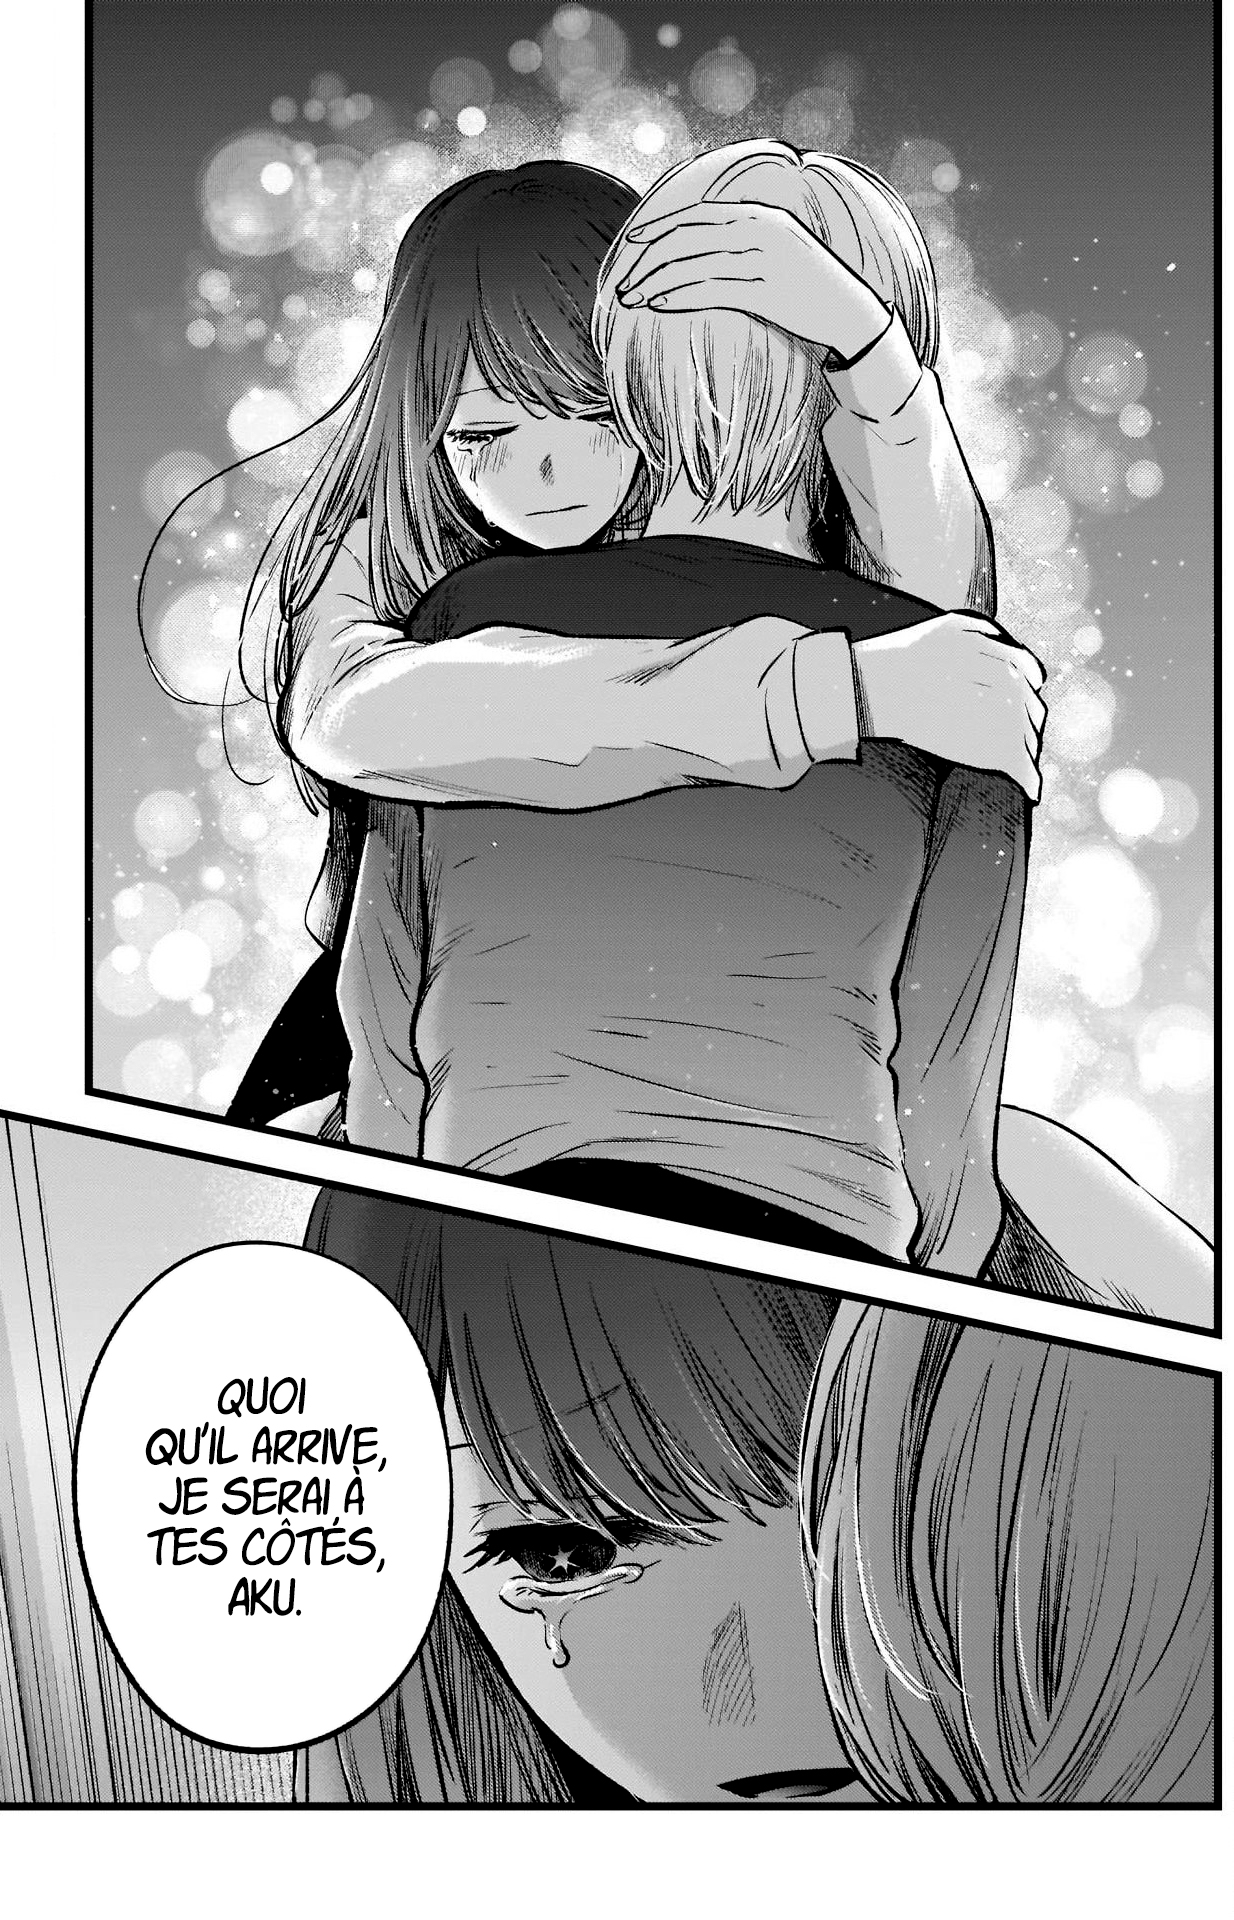 QUOI
QU'IL ARRIVE,
JE SERAI À
TES CÔTÉS,
AKU.